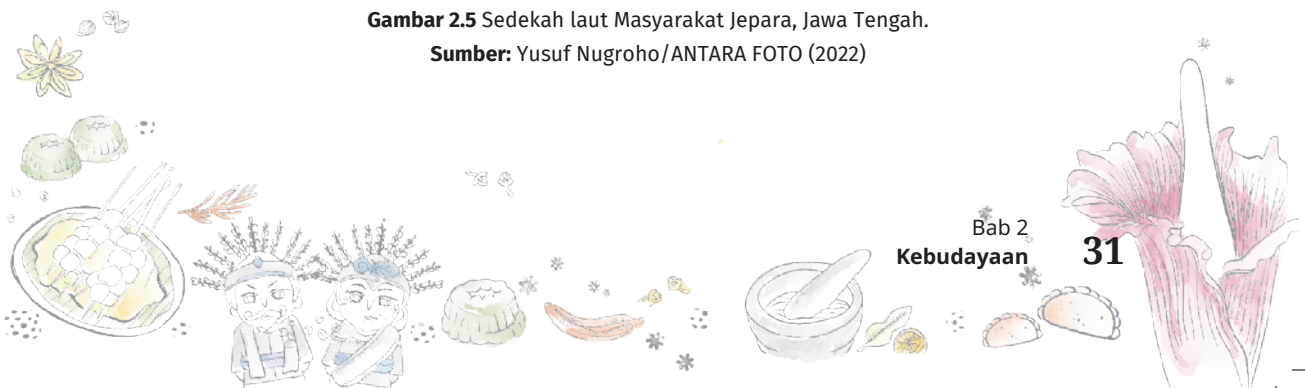 Gambar 2.5 Sedekah laut Masyarakat Jepara, Jawa Tengah.
Sumber: Yusuf Nugroho/ANTARA FOTO (2022)
Bab 2
Kebudayaan
31